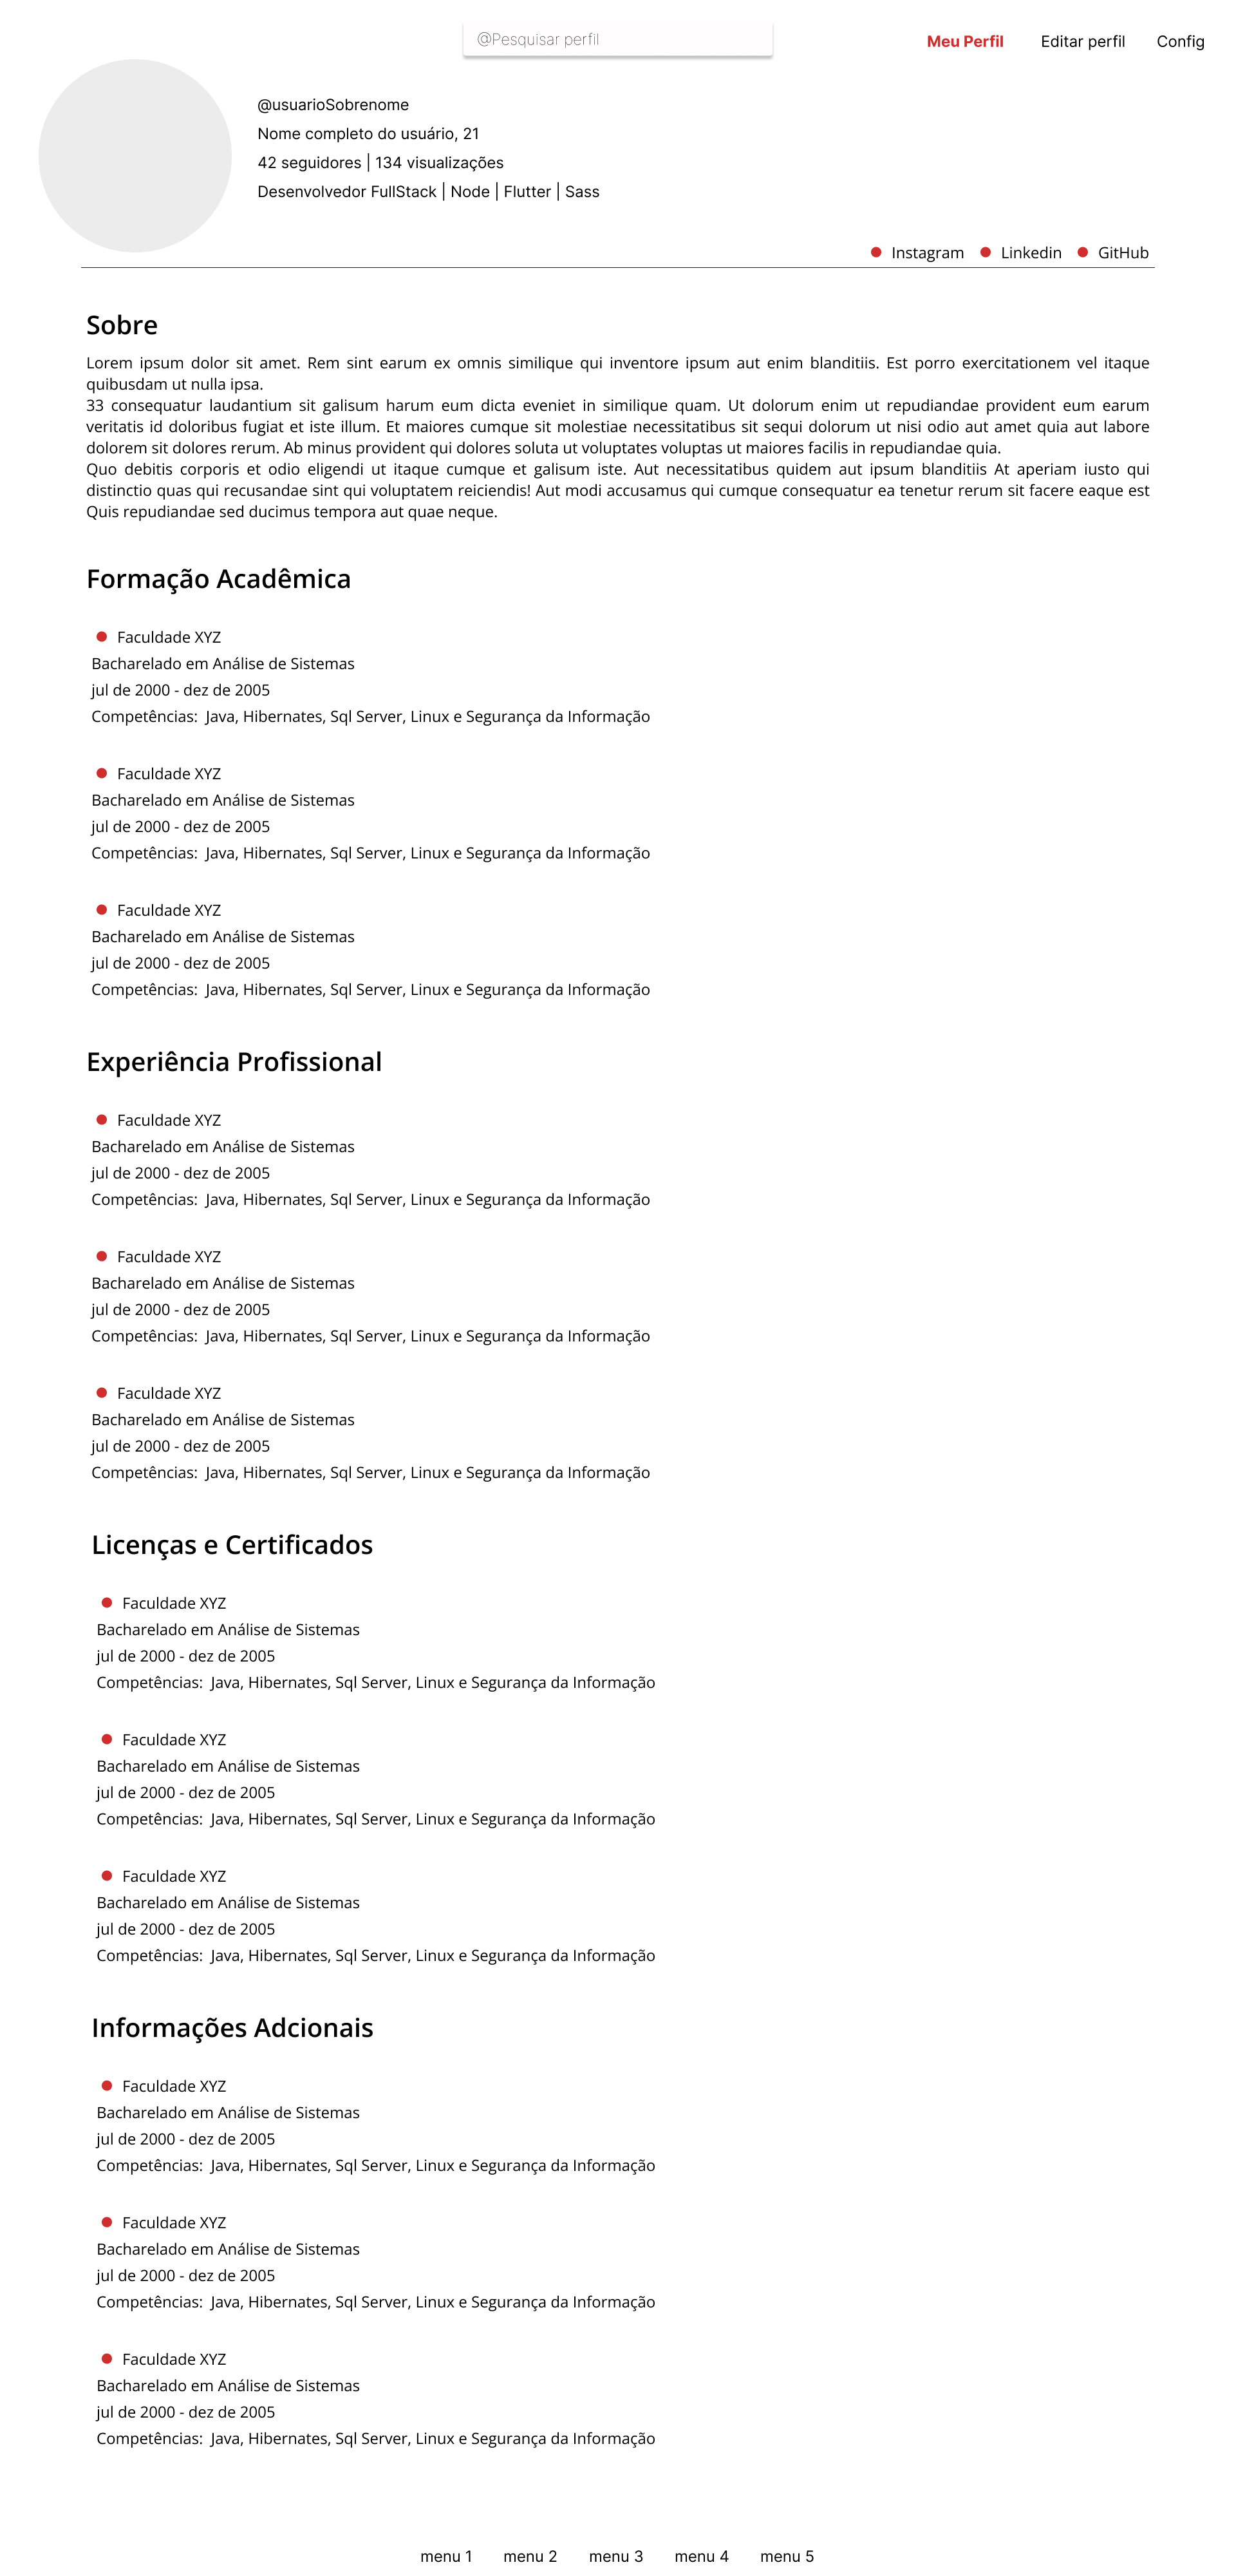 @Pesquisar perfil
Meu Perfil Editar perfil Config
@usuarioSobrenome
Nome completo do usuário, 21
42 seguidores | 134 visualizações
Desenvolvedor FullStack | Node | Flutter | Sass
Instagram Linkedin GitHub
Sobre
Lorem ipsum dolor sit amet. Rem sint earum ex omnis similique qui inventore ipsum aut enim blanditiis. Est porro exercitationem vel itaque
quibusdam ut nulla ipsa.
33 consequatur laudantium sit galisum harum eum dicta eveniet in similique quam. Ut dolorum enim ut repudiandae provident eum earum
veritatis id doloribus fugiat et iste illum. Et maiores cumque sit molestiae necessitatibus sit sequi dolorum ut nisi odio aut amet quia aut labore
dolorem sit dolores rerum. Ab minus provident qui dolores soluta ut voluptates voluptas ut maiores facilis in repudiandae quia.
Quo debitis corporis et odio eligendi ut itaque cumque et galisum iste. Aut necessitatibus quidem aut ipsum blanditiis At aperiam iusto qui
distinctio quas qui recusandae sint qui voluptatem reiciendis! Aut modi accusamus qui cumque consequatur ea tenetur rerum sit facere eaque est
Quis repudiandae sed ducimus tempora aut quae neque.
Formação Acadêmica
Faculdade XYZ
Bacharelado em Análise de Sistemas
jul de 2000 - dez de 2005
Competências: Java, Hibernates, Sql Server, Linux e Segurança da Informação
Faculdade XYZ
Bacharelado em Análise de Sistemas
jul de 2000 - dez de 2005
Competências: Java, Hibernates, Sql Server, Linux e Segurança da Informação
Faculdade XYZ
Bacharelado em Análise de Sistemas
jul de 2000 - dez de 2005
Competências: Java, Hibernates, Sql Server, Linux e Segurança da Informação
Experiência Profissional
Faculdade XYZ
Bacharelado em Análise de Sistemas
jul de 2000 - dez de 2005
Competências: Java, Hibernates, Sql Server, Linux e Segurança da Informação
Faculdade XYZ
Bacharelado em Análise de Sistemas
jul de 2000 - dez de 2005
Competências: Java, Hibernates, Sql Server, Linux e Segurança da Informação
Faculdade XYZ
Bacharelado em Análise de Sistemas
jul de 2000 - dez de 2005
Competências: Java, Hibernates, Sql Server, Linux e Segurança da Informação
Licenças e Certificados
Faculdade XYZ
Bacharelado em Análise de Sistemas
jul de 2000 - dez de 2005
Competências: Java, Hibernates, Sql Server, Linux e Segurança da Informação
Faculdade XYZ
Bacharelado em Análise de Sistemas
jul de 2000 - dez de 2005
Competências: Java, Hibernates, Sql Server, Linux e Segurança da Informação
Faculdade XYZ
Bacharelado em Análise de Sistemas
jul de 2000 - dez de 2005
Competências: Java, Hibernates, Sql Server, Linux e Segurança da Informação
Informações Adcionais
Faculdade XYZ
Bacharelado em Análise de Sistemas
jul de 2000 - dez de 2005
Competências: Java, Hibernates, Sql Server, Linux e Segurança da Informação
Faculdade XYZ
Bacharelado em Análise de Sistemas
jul de 2000 - dez de 2005
Competências: Java, Hibernates, Sql Server, Linux e Segurança da Informação
Faculdade XYZ
Bacharelado em Análise de Sistemas
jul de 2000 - dez de 2005
Competências: Java, Hibernates, Sql Server, Linux e Segurança da Informação
menu 1 menu 2 menu 3 menu 4 menu 5